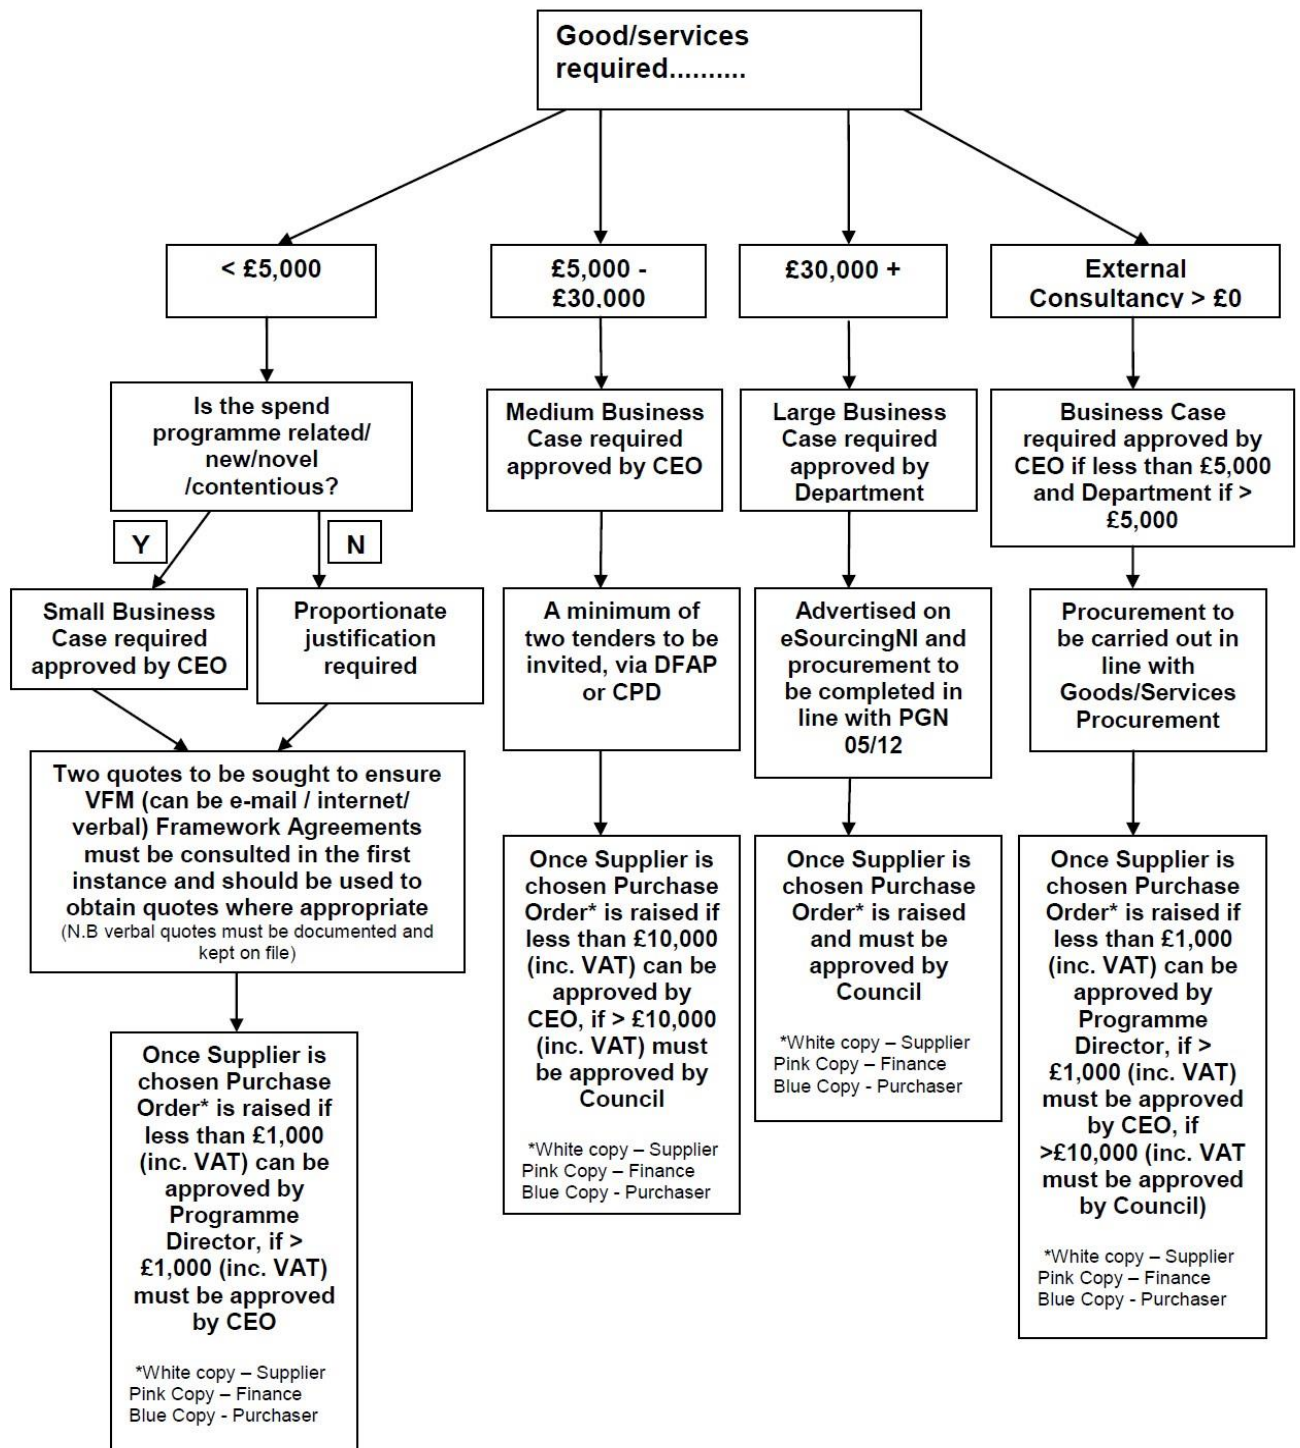 Good/services
required..........
< £5,000
£5,000 -
£30,000
£30,000 +
External
Consultancy > £0
Is the spend
programme related/
new/novel
/contentious?
Medium Business
Case required
approved by CEO
Large Business
Case required
approved by
Department
Business Case
required approved by
CEO if less than £5,000
and Department if >
£5,000
Y
N
Small Business
Case required
approved by CEO
Proportionate
justification
required
A minimum of
two tenders to be
invited, via DFAP
or CPD
Advertised on
eSourcingNI and
procurement to
be completed in
line with PGN
05/12
Procurement to
be carried out in
line with
Goods/Services
Procurement
Two quotes to be sought to ensure
VFM (can be e-mail / internet/
verbal) Framework Agreements
must be consulted in the first
instance and should be used to
obtain quotes where appropriate
(N.B verbal quotes must be documented and
kept on file)
Once Supplier is
chosen Purchase
Order* is raised if
less than £10,000
(inc. VAT) can be
approved by
CEO, if > £10,000
(inc. VAT) must
be approved by
Council
*White copy – Supplier
Pink Copy – Finance
Blue Copy - Purchaser
Once Supplier is
chosen Purchase
Order* is raised
and must be
approved by
Council
*White copy – Supplier
Pink Copy – Finance
Blue Copy - Purchaser
Once Supplier is
chosen Purchase
Order* is raised if
less than £1,000
(inc. VAT) can be
approved by
Programme
Director, if >
£1,000 (inc. VAT)
must be approved
by CEO, if
>£10,000 (inc. VAT
must be approved
by Council)
*White copy – Supplier
Pink Copy – Finance
Blue Copy - Purchaser
Once Supplier is
chosen Purchase
Order* is raised if
less than £1,000
(inc. VAT) can be
approved by
Programme
Director, if >
£1,000 (inc. VAT)
must be approved
by CEO
*White copy – Supplier
Pink Copy – Finance
Blue Copy - Purchaser